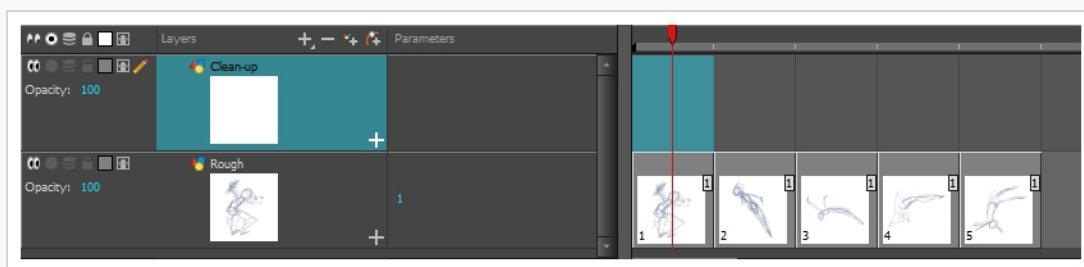 Layers Parameters
Clean-up
Opacity: 100
Rough
Opacity: 100
1
1 1 1 1 1
1 2 3 4 5